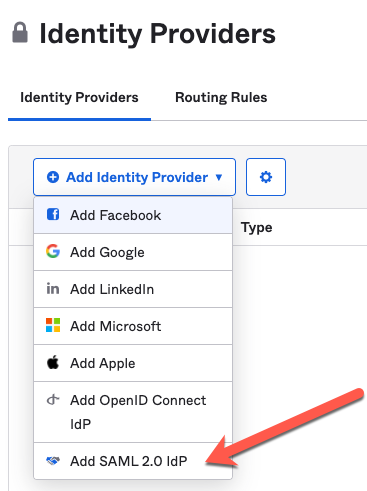 Identity Providers
Identity Providers Routing Rules
Add Identity Provider
Type
Add Facebook
Add Google
Add LinkedIn
Add Microsoft
Add Apple
Add OpenID Connect
IdP
Add SAML 2.0 IdP